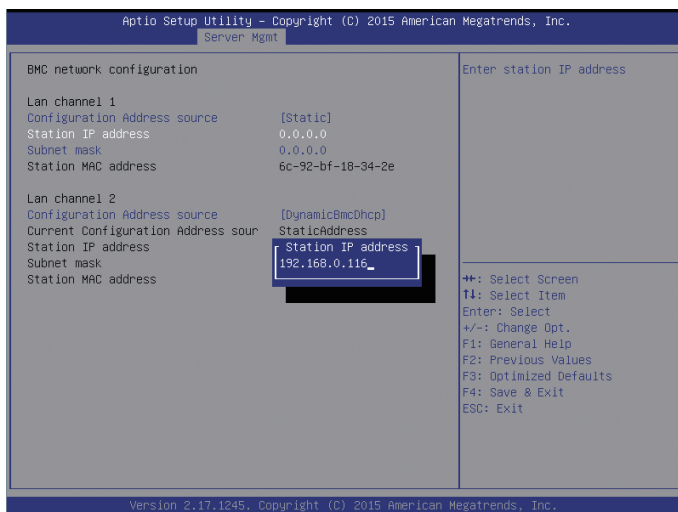 Aptio Setup Utility – Copyright (C) 2015 American Megatrends, Inc.
Server Mgmt
BMC network configuration
Lan channel 1
Configuration Address source [Static]
Station IP address 0.0.0.0
Subnet mask 0.0.0.0
Station MAC address 6c-92-bf-18-34-2e
Lan channel 2
Configuration Address source [DynamicBmcDhcp]
Current Configuration Address sour StaticAddress
Station IP address
Subnet mask
Station MAC address
Station IP address
192.168.0.116_
Enter station IP address
→←: Select Screen
↑↓: Select Item
Enter: Select
+/-: Change Opt.
F1: General Help
F2: Previous Values
F3: Optimized Defaults
F4: Save & Exit
ESC: Exit
Version 2.17.1245. Copyright (C) 2015 American Megatrends, Inc.